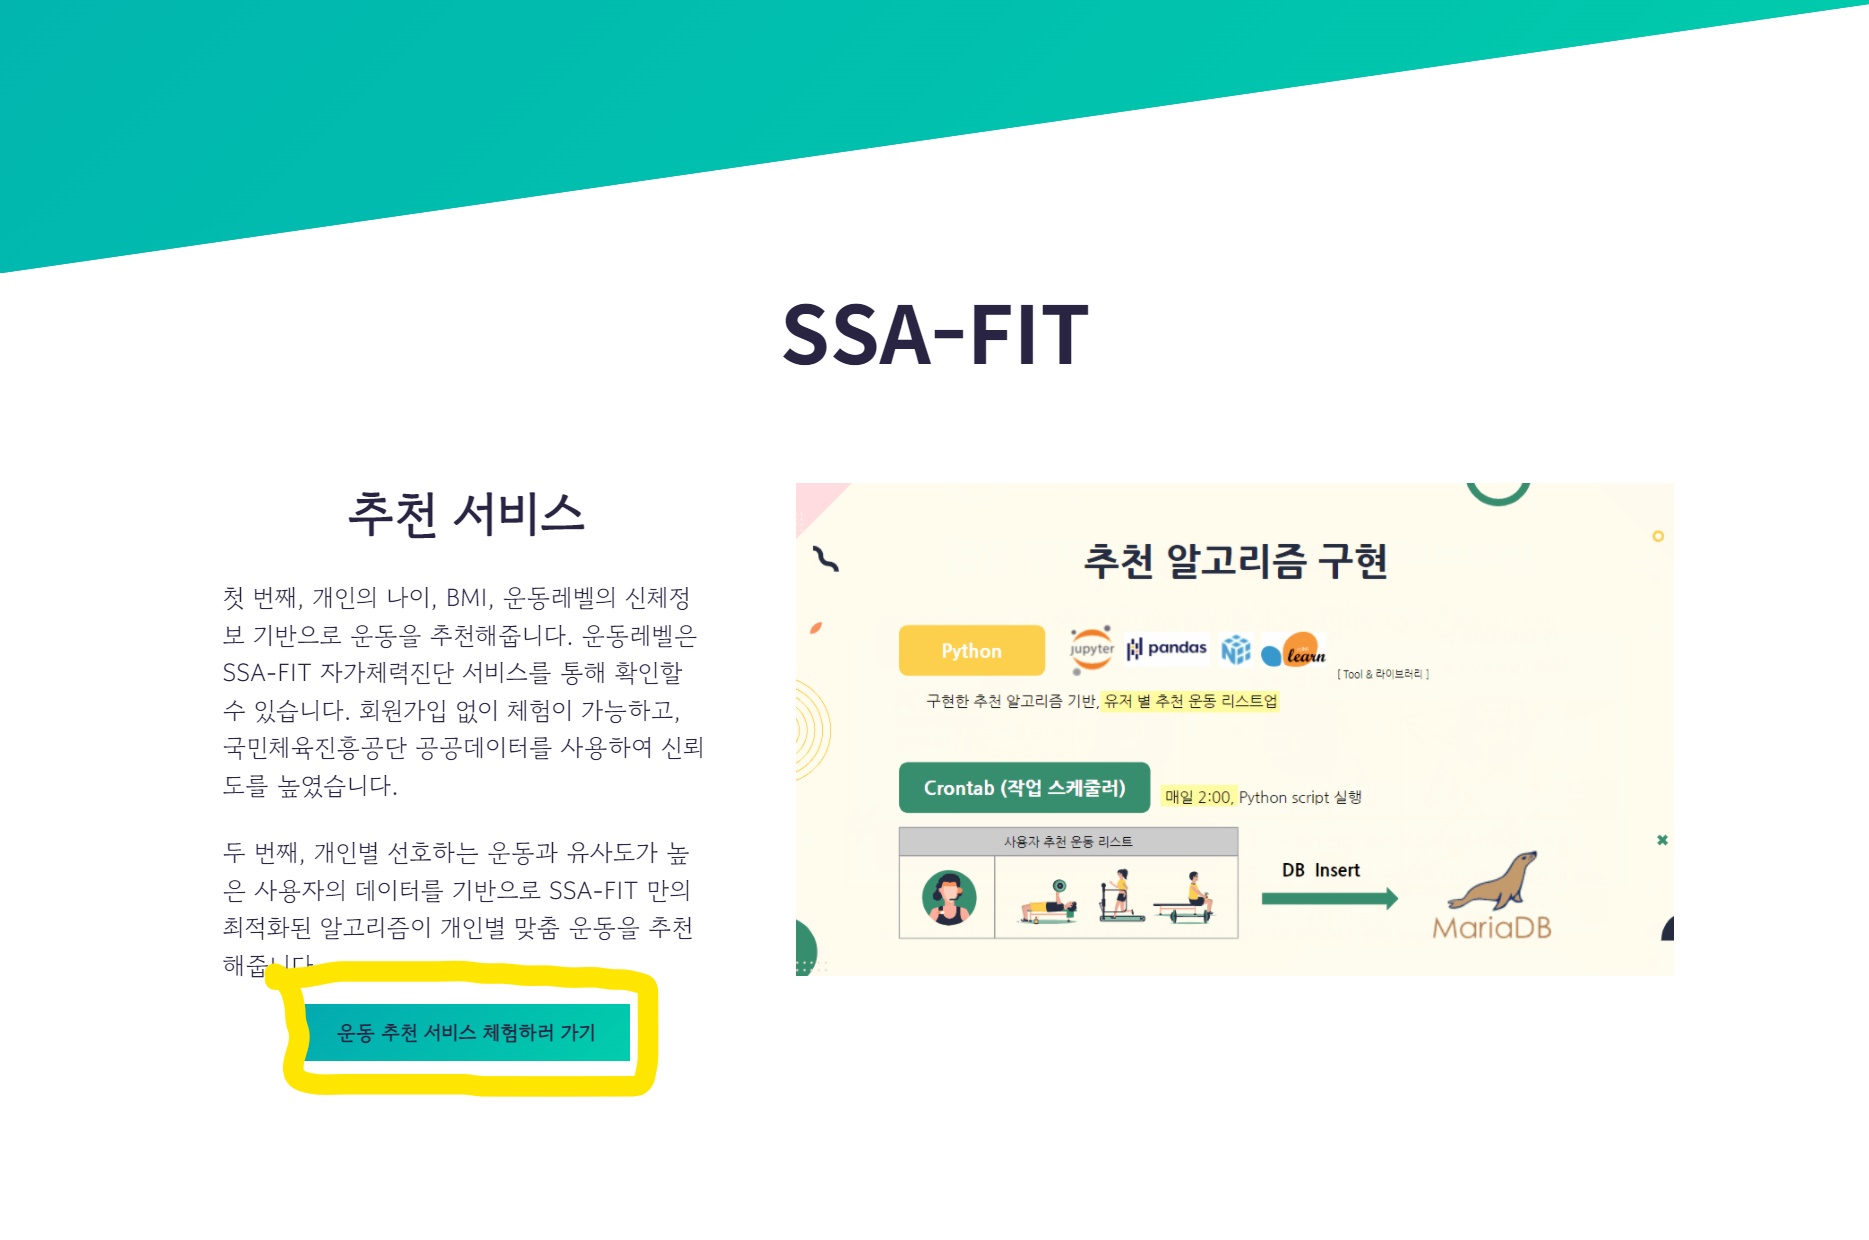 SSA-FIT
추천 서비스
첫 번째, 개인의 나이, BMI, 운동레벨의 신체정
보 기반으로 운동을 추천해줍니다. 운동레벨은
SSA-FIT 자가체력진단 서비스를 통해 확인할
수 있습니다. 회원가입 없이 체험이 가능하고,
국민체육진흥공단 공공데이터를 사용하여 신뢰
도를 높였습니다.
두 번째, 개인별 선호하는 운동과 유사도가 높
은 사용자의 데이터를 기반으로 SSA-FIT 만의
최적화된 알고리즘이 개인별 맞춤 운동을 추천
해줍니다
운동 추천 서비스 체험하러 가기
추천 알고리즘 구현
Python
jupyter
pandas
learn
[ Tool & 라이브러리 ]
구현한 추천 알고리즘 기반, 유저 별 추천 운동 리스트업
Crontab (작업 스케줄러)
매일 2:00, Python script 실행
사용자 추천 운동 리스트
DB Insert
MariaDB